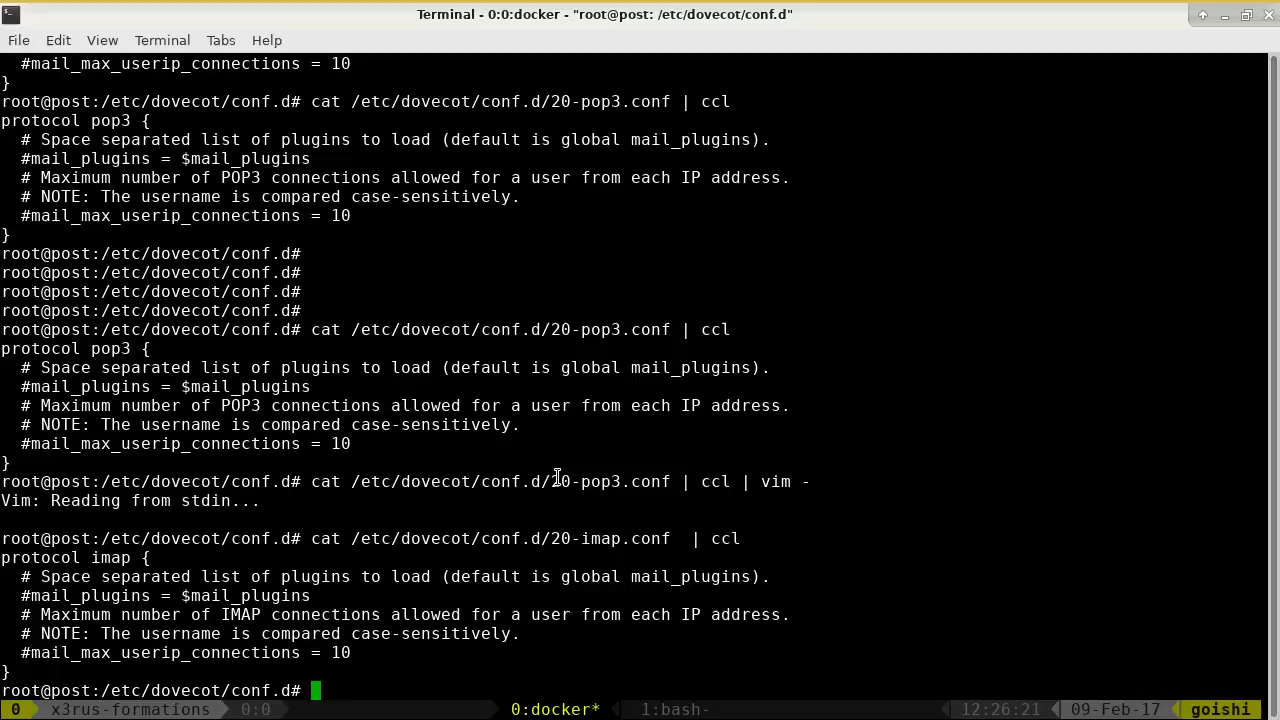 Terminal - 0:0:docker - "root@post: /etc/dovecot/conf.d"
File Edit View Terminal Tabs Help
  #mail_max_userip_connections = 10
}
root@post:/etc/dovecot/conf.d# cat /etc/dovecot/conf.d/20-pop3.conf | ccl
protocol pop3 {
  # Space separated list of plugins to load (default is global mail_plugins).
  #mail_plugins = $mail_plugins
  # Maximum number of POP3 connections allowed for a user from each IP address.
  # NOTE: The username is compared case-sensitively.
  #mail_max_userip_connections = 10
}
root@post:/etc/dovecot/conf.d#
root@post:/etc/dovecot/conf.d#
root@post:/etc/dovecot/conf.d#
root@post:/etc/dovecot/conf.d#
root@post:/etc/dovecot/conf.d# cat /etc/dovecot/conf.d/20-pop3.conf | ccl
protocol pop3 {
  # Space separated list of plugins to load (default is global mail_plugins).
  #mail_plugins = $mail_plugins
  # Maximum number of POP3 connections allowed for a user from each IP address.
  # NOTE: The username is compared case-sensitively.
  #mail_max_userip_connections = 10
}
root@post:/etc/dovecot/conf.d# cat /etc/dovecot/conf.d/20-pop3.conf | ccl | vim -
Vim: Reading from stdin...
root@post:/etc/dovecot/conf.d# cat /etc/dovecot/conf.d/20-imap.conf  | ccl
protocol imap {
  # Space separated list of plugins to load (default is global mail_plugins).
  #mail_plugins = $mail_plugins
  # Maximum number of IMAP connections allowed for a user from each IP address.
  # NOTE: The username is compared case-sensitively.
  #mail_max_userip_connections = 10
}
root@post:/etc/dovecot/conf.d#
0 x3rus-formations 0:0 0:docker* 1:bash- 12:26:21 09-Feb-17 goishi